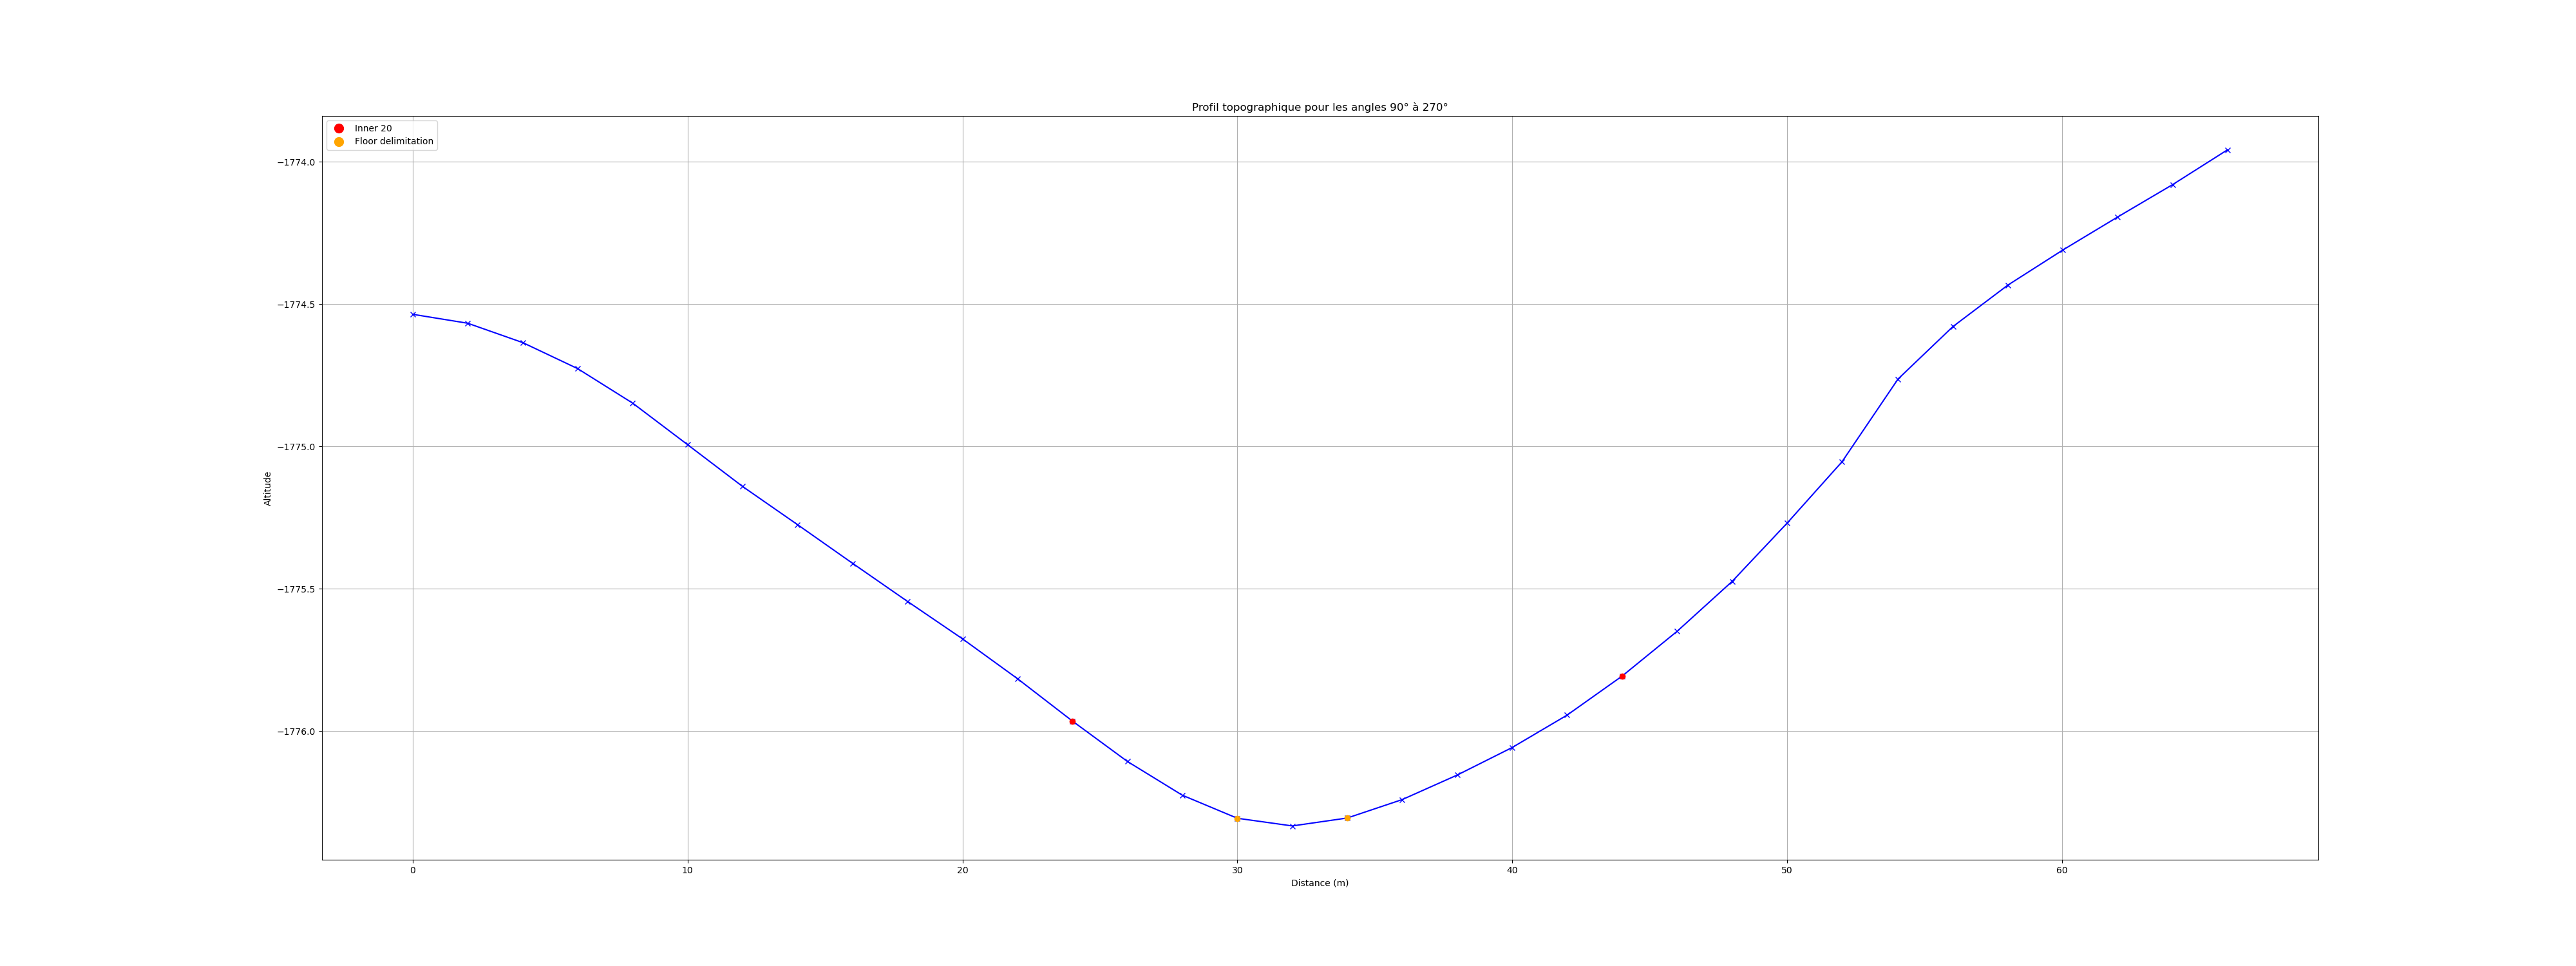 Profil topographique pour les angles 90° à 270°
Inner 20
Floor delimitation
−1774.0
−1774.5
−1775.0
−1775.5
−1776.0
Altitude
0 10 20 30 40 50 60
Distance (m)